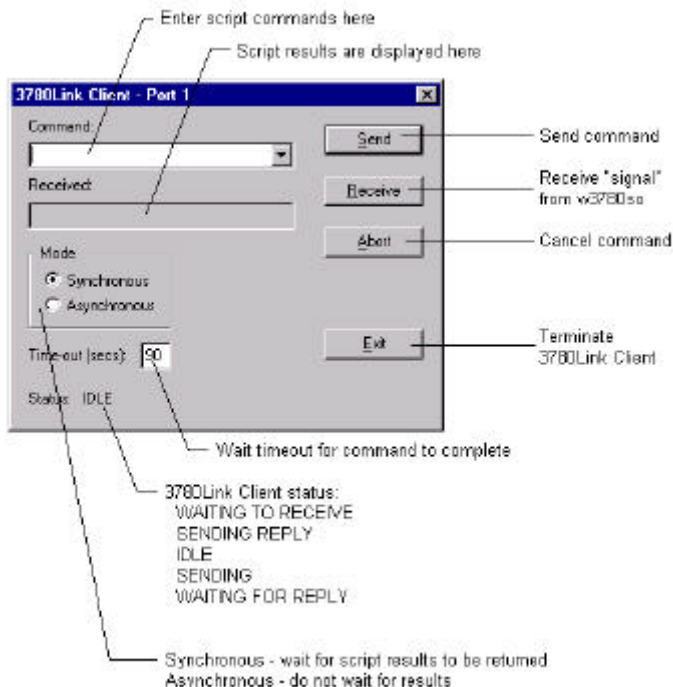 Enter script commands here
Script results are displayed here
3780Link Client - Port 1
Command:
Send
Send command
Received:
Receive
Receive "signal"
from w3780so
Abort
Cancel command
Mode
Synchronous
Asynchronous
Time-out (secs): 90
Exit
Terminate
3780Link Client
Status: IDLE
Wait timeout for command to complete
3780Link Client status:
WAITING TO RECEIVE
SENDING REPLY
IDLE
SENDING
WAITING FOR REPLY
Synchronous - wait for script results to be returned
Asynchronous - do not wait for results